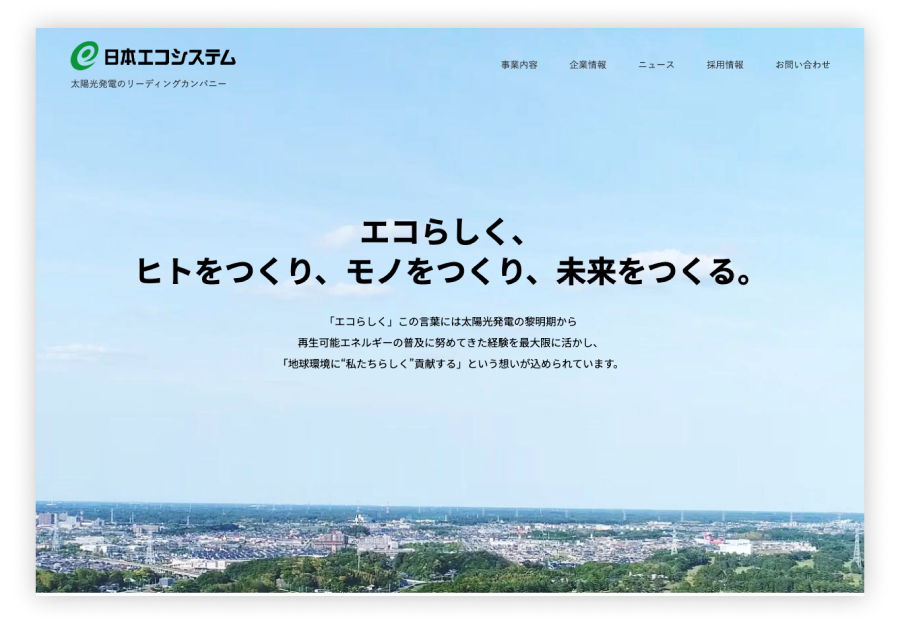 日本エコシステム
太陽光発電のリーディングカンパニー
事業内容 企業情報 ニュース 採用情報 お問い合わせ
エコらしく、
ヒトをつくり、モノをつくり、未来をつくる。
「エコらしく」この言葉には太陽光発電の黎明期から
再生可能エネルギーの普及に努めてきた経験を最大限に活かし、
「地球環境に“私たちらしく”貢献する」という想いが込められています。